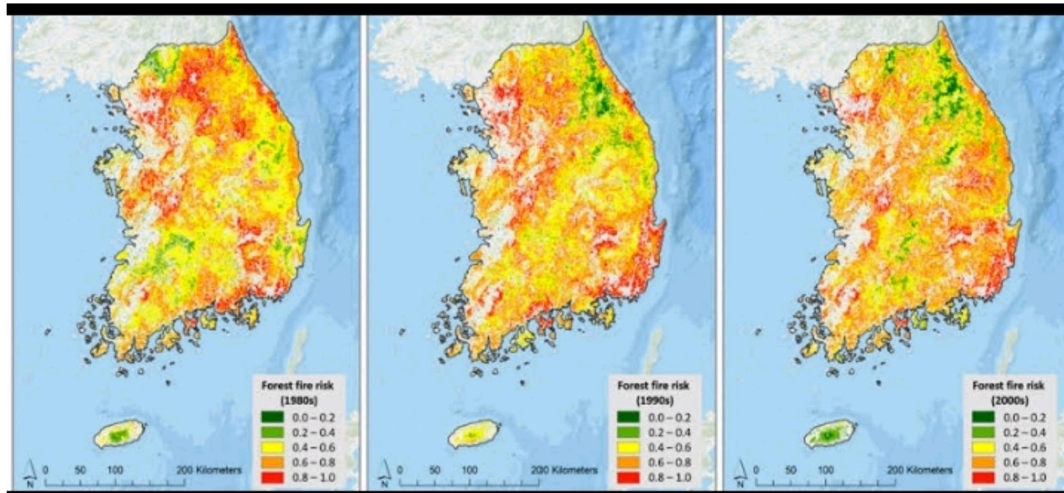 Forest fire risk
(1980s)
0.0 – 0.2
0.2 – 0.4
0.4 – 0.6
0.6 – 0.8
0.8 – 1.0
N
0 50 100 200 Kilometers
Forest fire risk
(1990s)
0.0 – 0.2
0.2 – 0.4
0.4 – 0.6
0.6 – 0.8
0.8 – 1.0
N
0 50 100 200 Kilometers
Forest fire risk
(2000s)
0.0 – 0.2
0.2 – 0.4
0.4 – 0.6
0.6 – 0.8
0.8 – 1.0
N
0 50 100 200 Kilometers